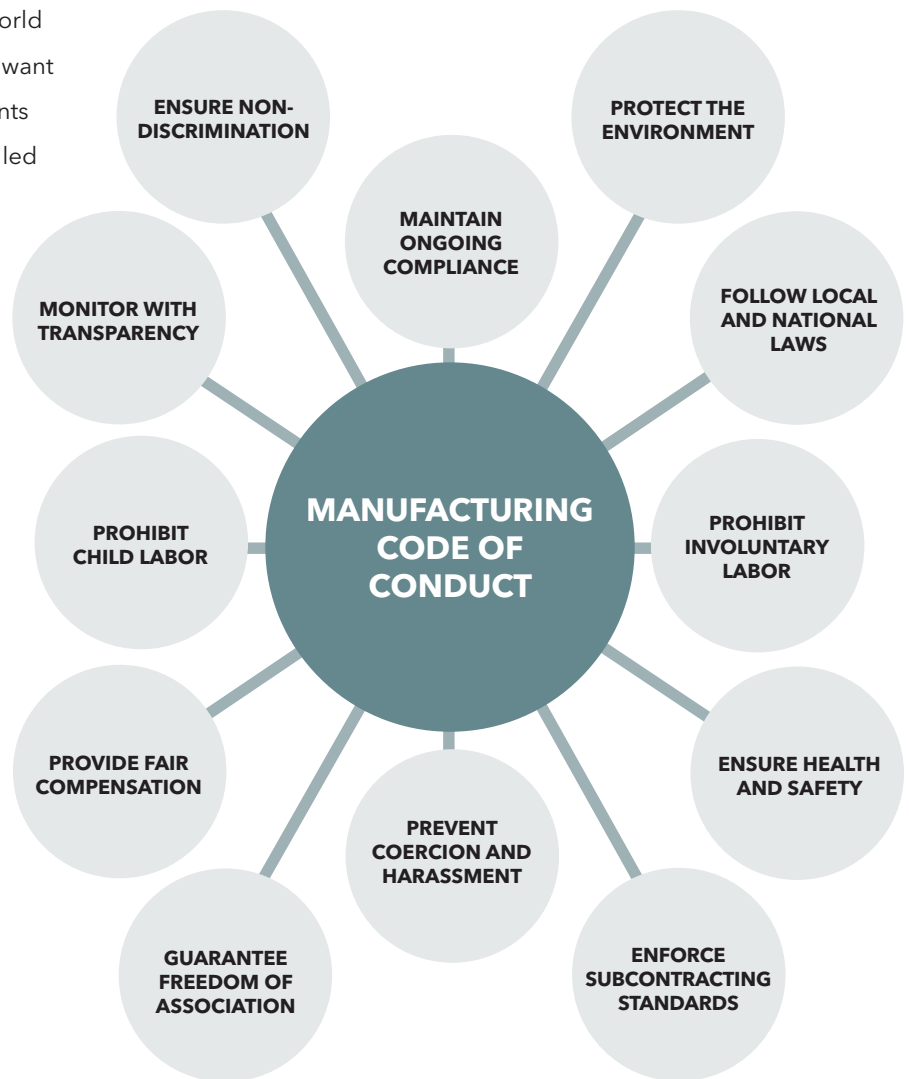 orld
want
nts
led
ENSURE NON-
DISCRIMINATION
PROTECT THE
ENVIRONMENT
MAINTAIN
ONGOING
COMPLIANCE
MONITOR WITH
TRANSPARENCY
FOLLOW LOCAL
AND NATIONAL
LAWS
MANUFACTURING
CODE OF
CONDUCT
PROHIBIT
CHILD LABOR
PROHIBIT
INVOLUNTARY
LABOR
PROVIDE FAIR
COMPENSATION
ENSURE HEALTH
AND SAFETY
PREVENT
COERCION AND
HARASSMENT
GUARANTEE
FREEDOM OF
ASSOCIATION
ENFORCE
SUBCONTRACTING
STANDARDS